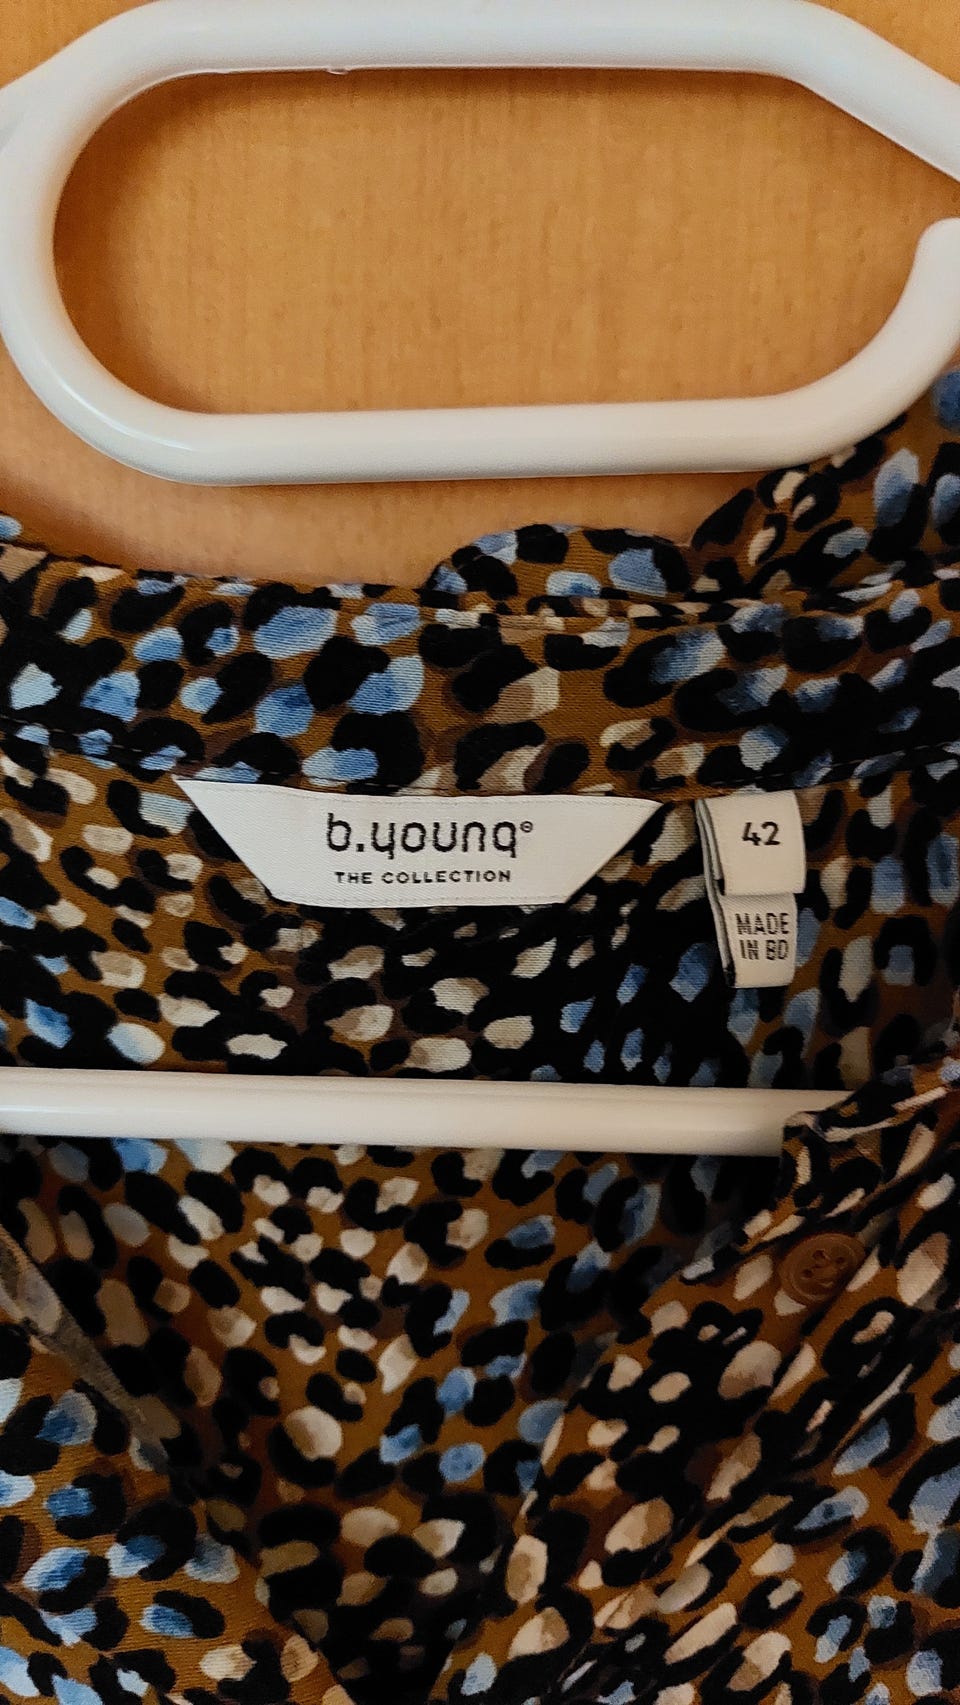 b.young®
THE COLLECTION
42
MADE
IN BD